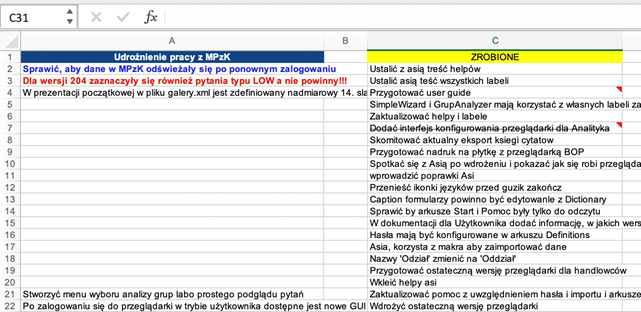 C31
fx
A B C
1 Udrożnienie pracy z MPzK ZROBIONE
2 Sprawić, aby dane w MPzK odświeżały się po ponownym zalogowaniu Ustalić z asią treść helpów
3 Dla wersji 204 zaznaczyły się również pytania typu LOW a nie powinny!!! Ustalić asią teść wszystkich labeli
4 W prezentacji początkowej w pliku galery.xml jest zdefiniowany nadmiarowy 14. sla Przygotować user guide
5 SimpleWizard i GrupAnalyzer mają korzystać z własnych labeli za
6 Zaktualizować helpy i labele
7 Dodać interfejs konfigurowania przeglądarki dla Analityka
8 Skomitować aktualny eksport ksiegi cytatow
9 Przygotować nadruk na płytkę z przeglądarką BOP
10 Spotkać się z Asią po wdrożeniu i pokazać jak się robi przegląda
11 wprowadzić poprawki Asi
12 Przenieść ikonki języków przed guzik zakończ
13 Caption formularzy powinno być edytowanle z Dictionary
14 Sprawić by arkusze Start i Pomoc były tylko do odczytu
15 W dokumentacji dla Użytkownika dodać informację, w jakich wers
16 Hasła mają być konfigurowane w arkuszu Definitions
17 Asia, korzysta z makra aby zaimportować dane
18 Nazwy 'Odział' zmienić na 'Oddział'
19 Przygotować ostateczną wersję przeglądarki dla handlowców
20 Wkleić helpy asi
21 Stworzyć menu wyboru analizy grup labo prostego podglądu pytań Zaktualizować pomoc z uwzględnieniem hasła i importu i arkusze
22 Po zalogowaniu się do przeglądarki w trybie użytkownika dostępne jest nowe GUI Wdrożyć ostateczną wersję przeglądarki